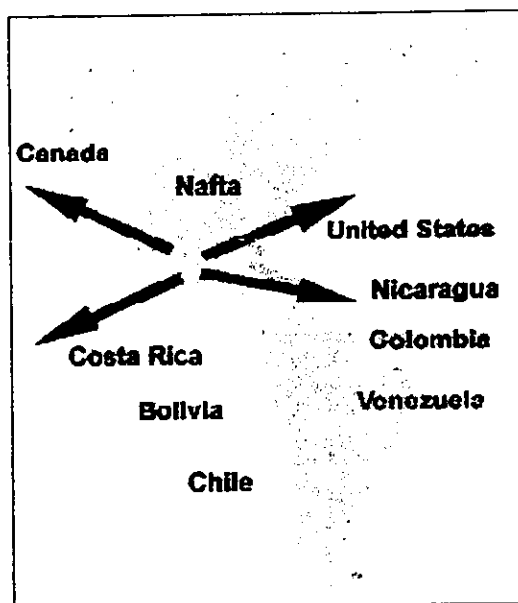 Canada
Nafta
United States
Nicaragua
Colombia
Costa Rica
Venezuela
Bolivia
Chile